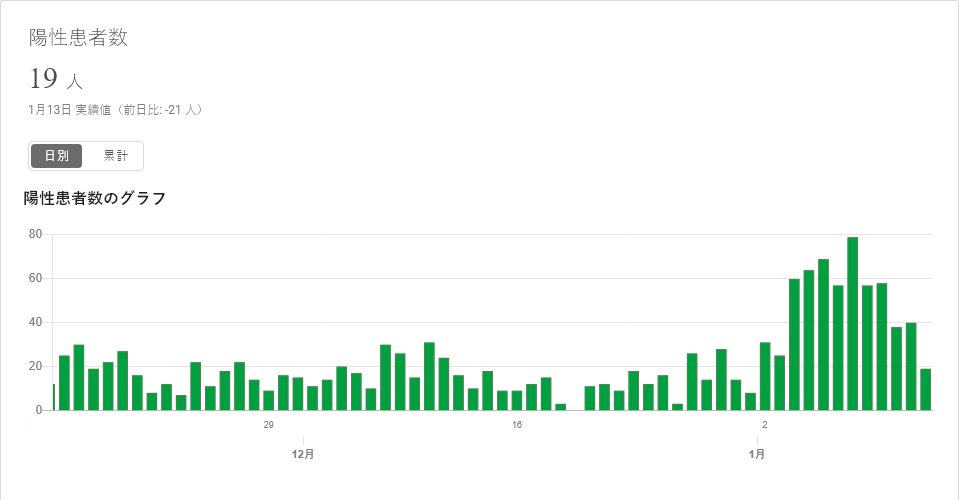 陽性患者数
19 人
1月13日 実績値（前日比: -21 人）
日別 累計
陽性患者数のグラフ
80
60
40
20
0
29 16 2
12月 1月